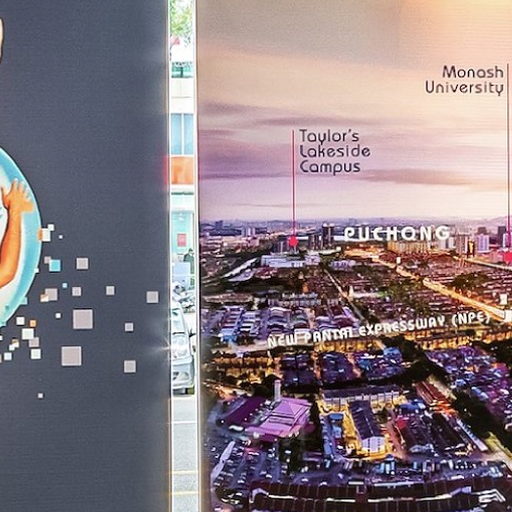 Monash
University
Taylor's
Lakeside
Campus
PUCHONG
NEW PANTAI EXPRESSWAY (NPE)